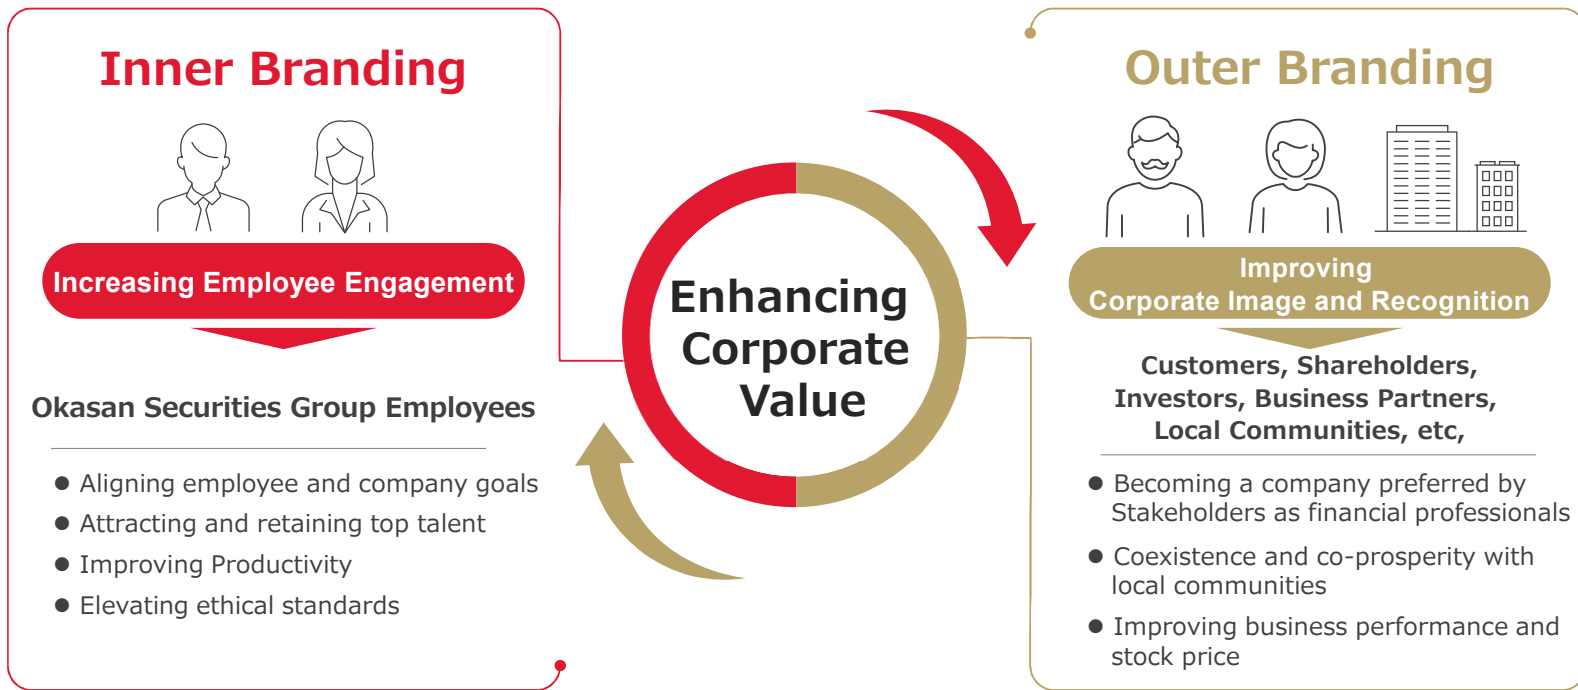 Inner Branding
Increasing Employee Engagement
Okasan Securities Group Employees
● Aligning employee and company goals
● Attracting and retaining top talent
● Improving Productivity
● Elevating ethical standards
Enhancing
Corporate
Value
Outer Branding
Improving
Corporate Image and Recognition
Customers, Shareholders,
Investors, Business Partners,
Local Communities, etc,
● Becoming a company preferred by
Stakeholders as financial professionals
● Coexistence and co-prosperity with
local communities
● Improving business performance and
stock price